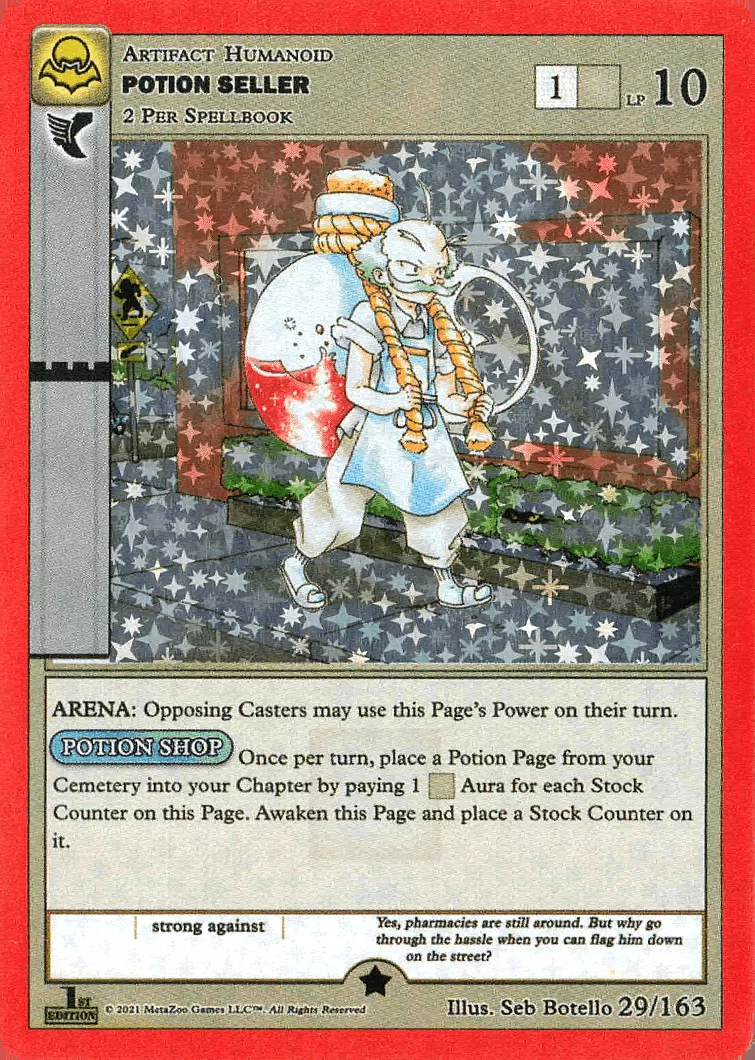 ARTIFACT HUMANOID
POTION SELLER
2 PER SPELLBOOK
1
LP 10
ARENA: Opposing Casters may use this Page's Power on their turn.
POTION SHOP Once per turn, place a Potion Page from your
Cemetery into your Chapter by paying 1 Aura for each Stock
Counter on this Page. Awaken this Page and place a Stock Counter on
it.
strong against
Yes, pharmacies are still around. But why go
through the hassle when you can flag him down
on the street?
1ST
EDITION
© 2021 MetaZoo Games LLC™. All Rights Reserved
Illus. Seb Botello 29/163